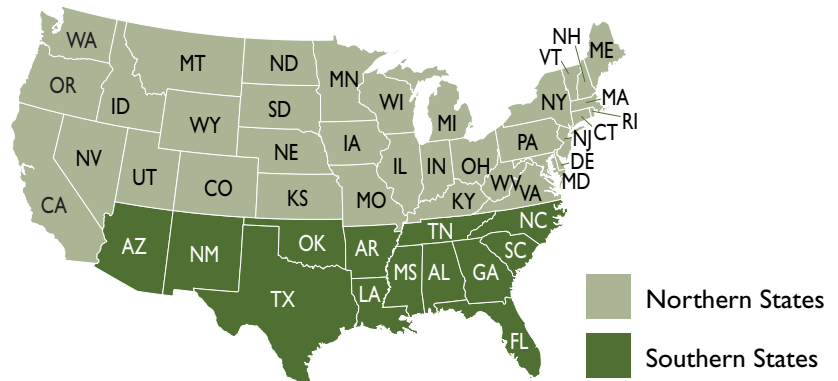 WA
MT
ND
MN
OR
ID
WY
SD
WI
MI
NY
VT
NH
ME
MA
RI
CT
NJ
DE
MD
PA
NV
UT
CO
NE
IA
IL
IN
OH
WV
VA
KY
CA
KS
MO
AZ
NM
OK
AR
TN
NC
SC
TX
LA
MS
AL
GA
FL
Northern States
Southern States